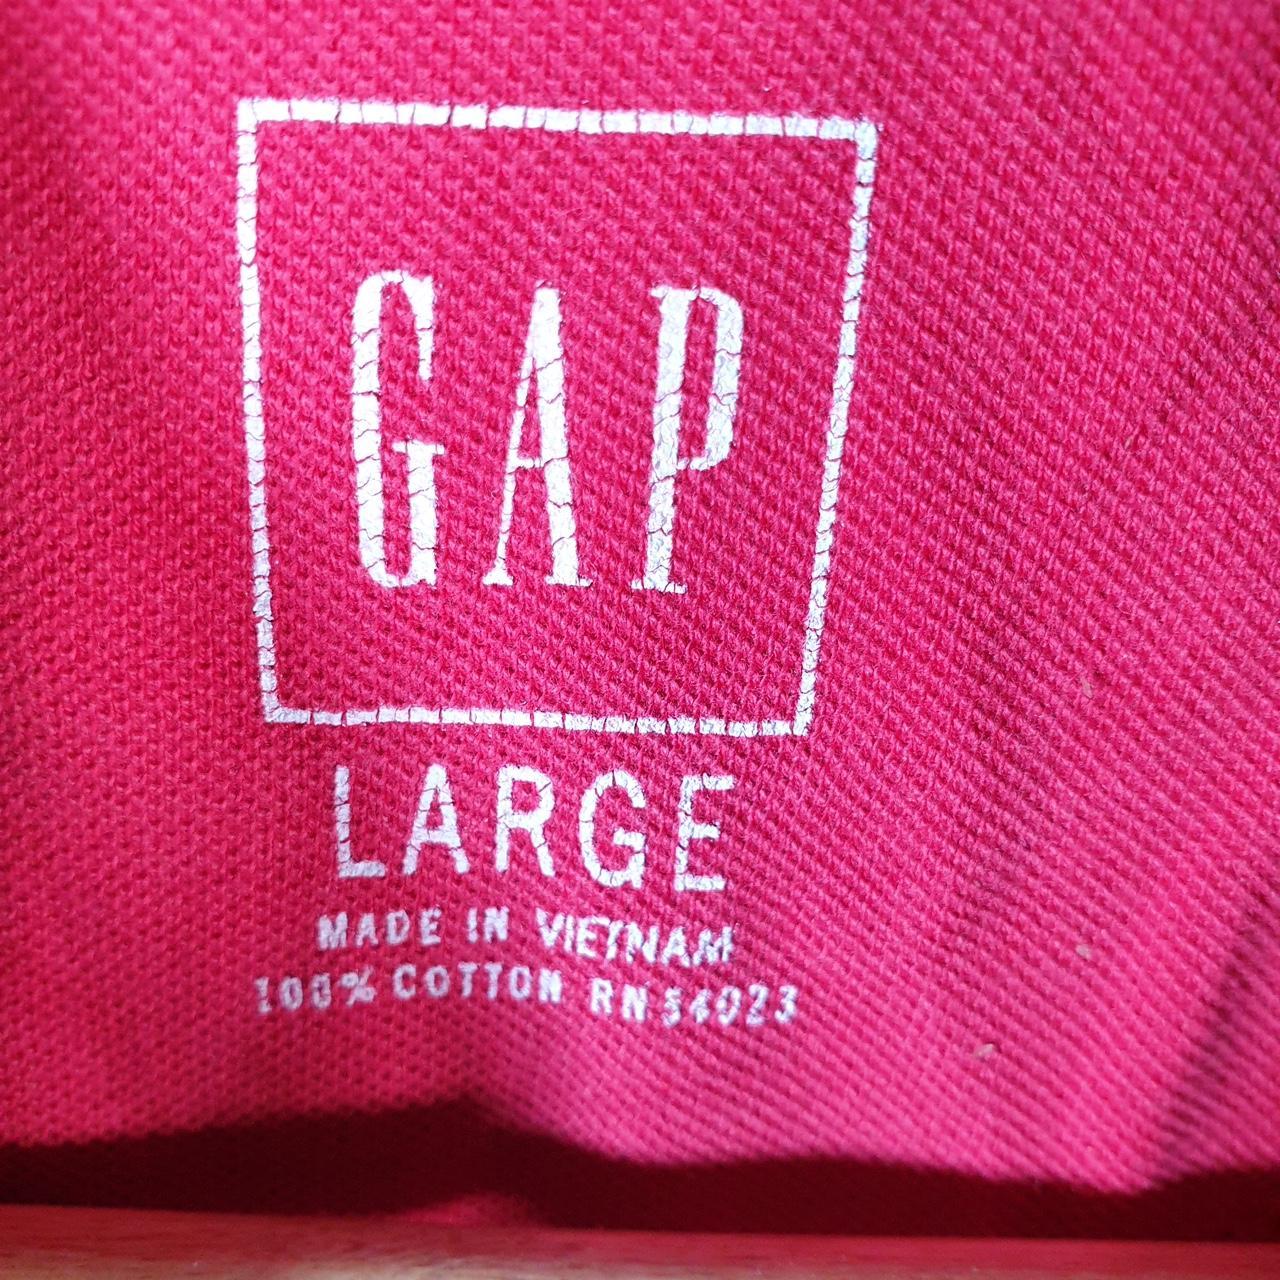 GAP
LARGE
MADE IN VIETNAM
100% COTTON RN 54023